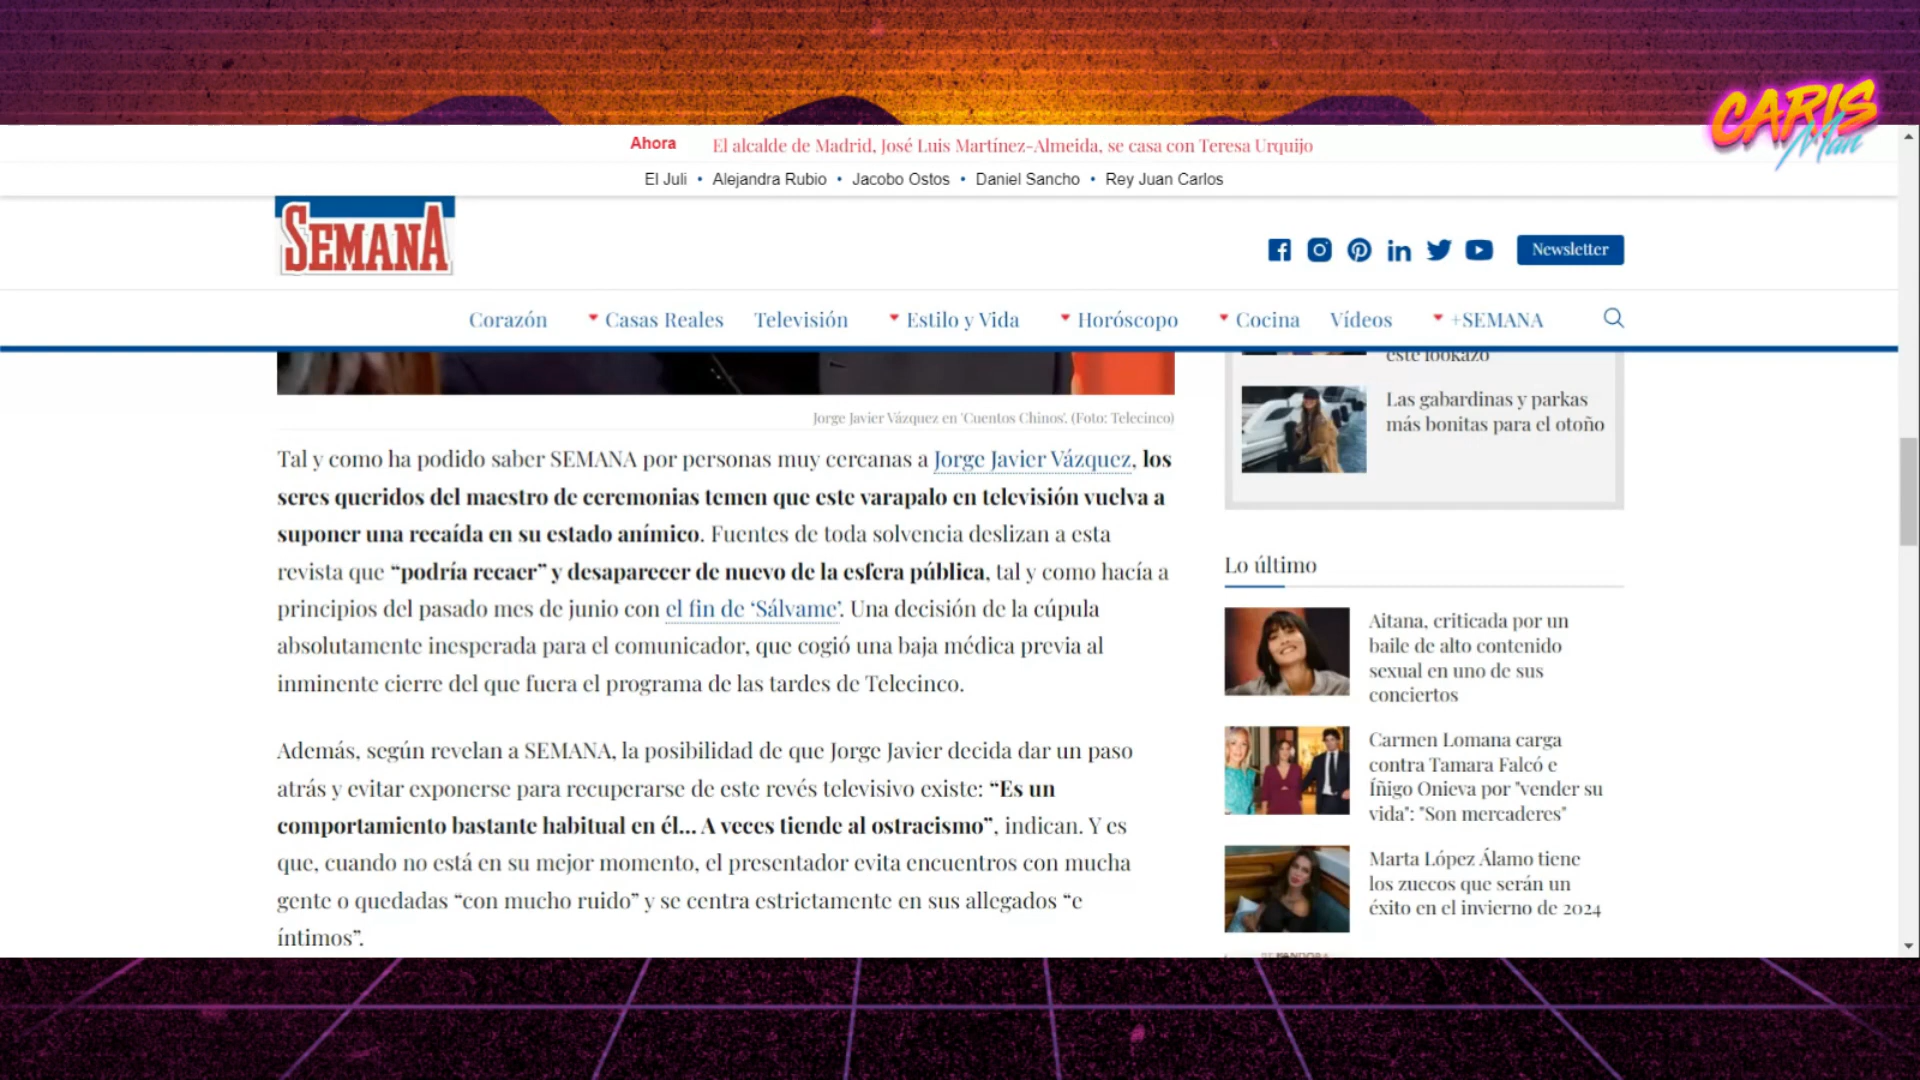 CARIS
Man
Ahora
El alcalde de Madrid, José Luis Martínez-Almeida, se casa con Teresa Urquijo
El Juli • Alejandra Rubio • Jacobo Ostos • Daniel Sancho • Rey Juan Carlos
SEMANA
Newsletter
Corazón Casas Reales Televisión Estilo y Vida Horóscopo Cocina Vídeos +SEMANA
Jorge Javier Vázquez en 'Cuentos Chinos'. (Foto: Telecinco)
Tal y como ha podido saber SEMANA por personas muy cercanas a Jorge Javier Vázquez, los
seres queridos del maestro de ceremonias temen que este varapalo en televisión vuelva a
suponer una recaída en su estado anímico. Fuentes de toda solvencia deslizan a esta
revista que “podría recaer” y desaparecer de nuevo de la esfera pública, tal y como hacía a
principios del pasado mes de junio con el fin de ‘Sálvame’. Una decisión de la cúpula
absolutamente inesperada para el comunicador, que cogió una baja médica previa al
inminente cierre del que fuera el programa de las tardes de Telecinco.
Además, según revelan a SEMANA, la posibilidad de que Jorge Javier decida dar un paso
atrás y evitar exponerse para recuperarse de este revés televisivo existe: “Es un
comportamiento bastante habitual en él... A veces tiende al ostracismo”, indican. Y es
que, cuando no está en su mejor momento, el presentador evita encuentros con mucha
gente o quedadas “con mucho ruido” y se centra estrictamente en sus allegados “e
íntimos”.
este lookazo
Las gabardinas y parkas
más bonitas para el otoño
Lo último
Aitana, criticada por un
baile de alto contenido
sexual en uno de sus
conciertos
Carmen Lomana carga
contra Tamara Falcó e
Íñigo Onieva por "vender su
vida": "Son mercaderes"
Marta López Álamo tiene
los zuecos que serán un
éxito en el invierno de 2024